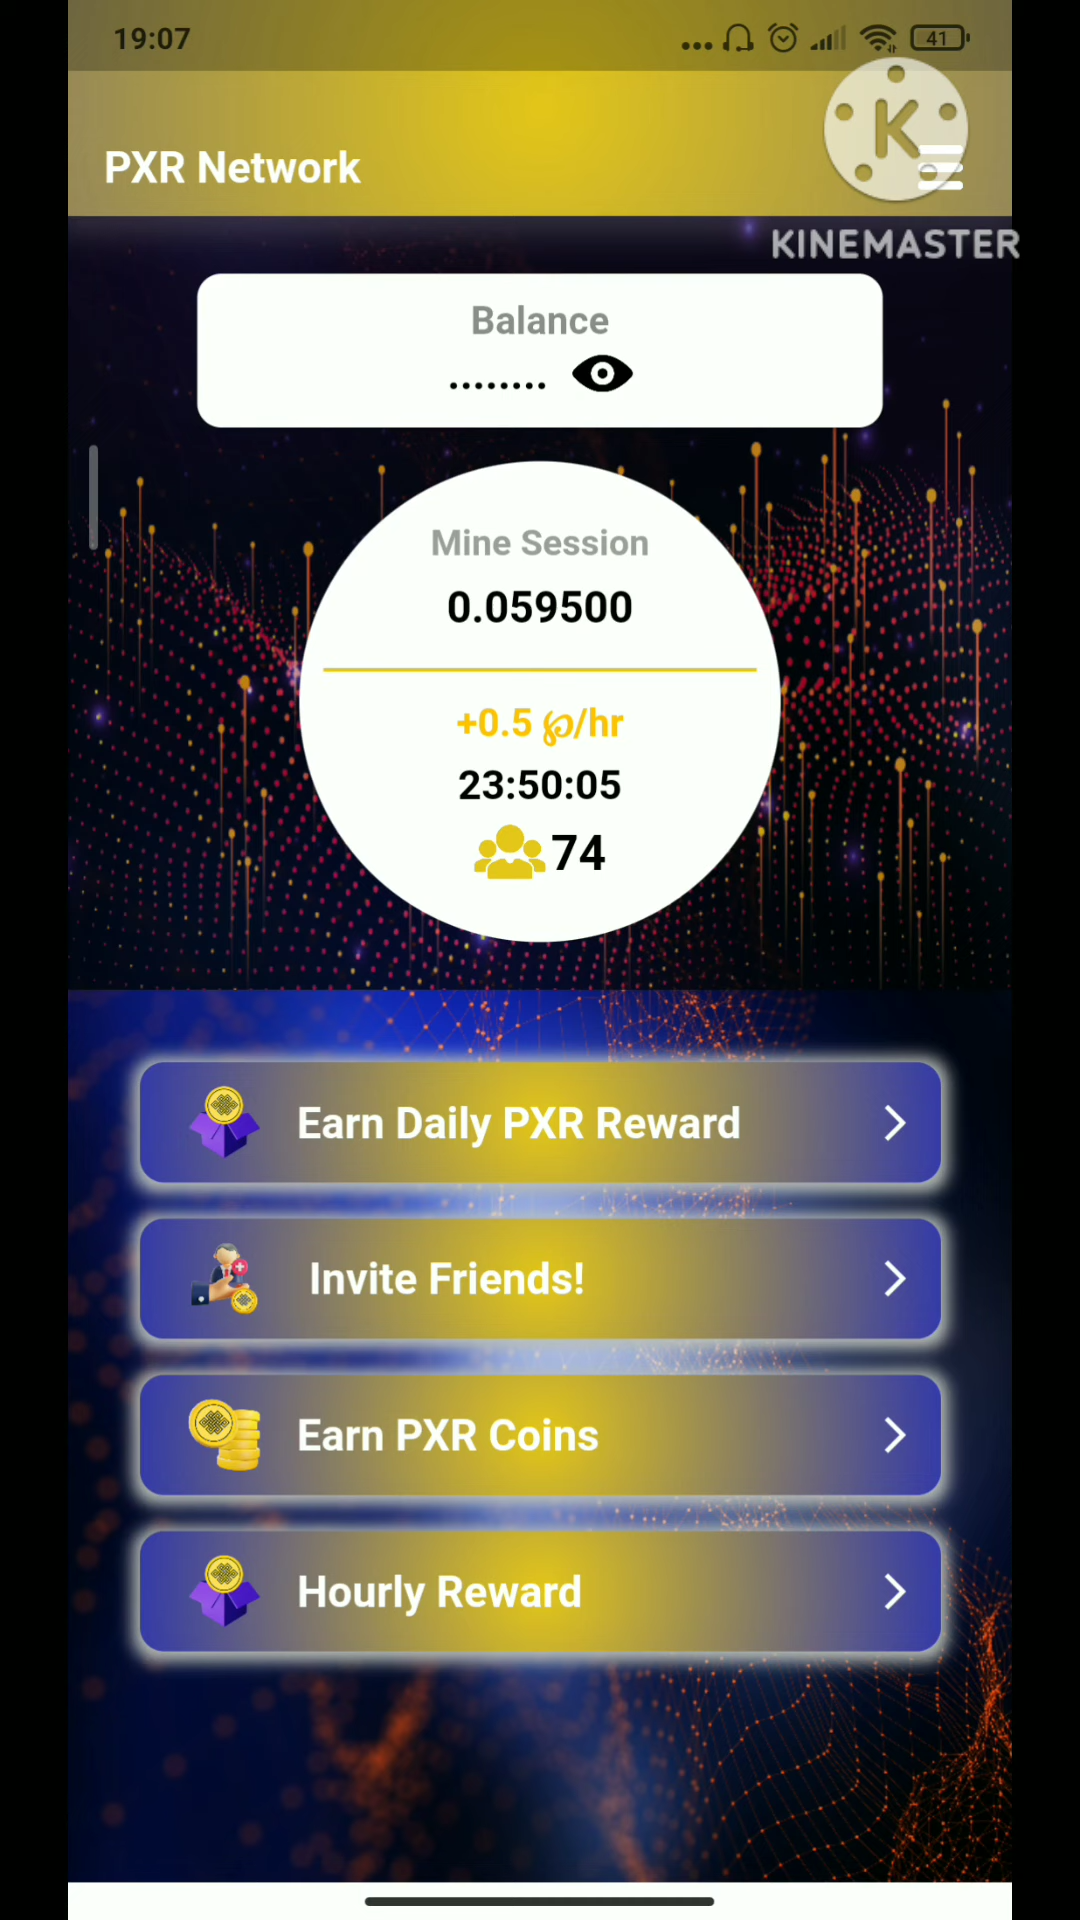 19:07
41
PXR Network
K
KINEMASTER
Balance
........
Mine Session
0.059500
+0.5 ℘/hr
23:50:05
74
Earn Daily PXR Reward
Invite Friends!
Earn PXR Coins
Hourly Reward